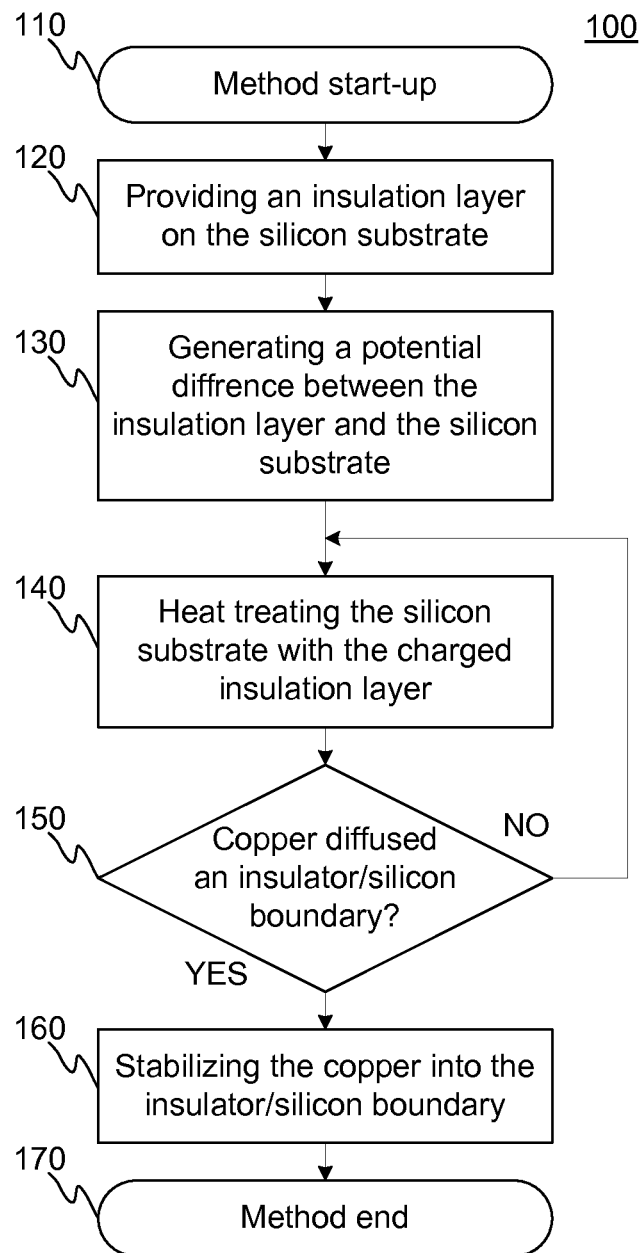 110
100
Method start-up
120
Providing an insulation layer
on the silicon substrate
130
Generating a potential
diffrence between the
insulation layer and the silicon
substrate
140
Heat treating the silicon
substrate with the charged
insulation layer
150
NO
Copper diffused
an insulator/silicon
boundary?
YES
160
Stabilizing the copper into the
insulator/silicon boundary
170
Method end